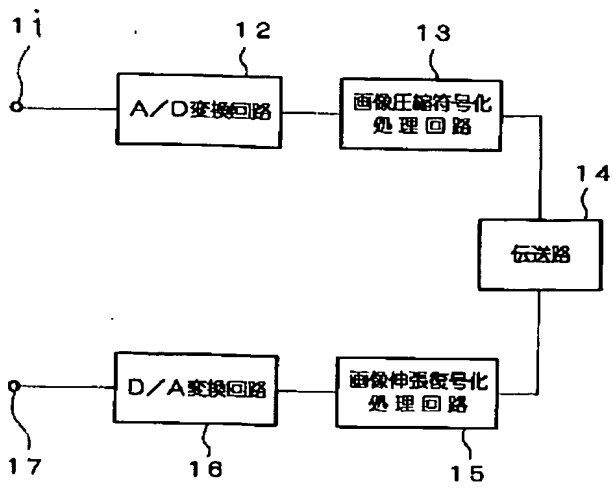 11
12
13
A/D変換回路
画像圧縮符号化
処理回路
14
伝送路
D/A変換回路
画像伸張復号化
処理回路
17
16
15